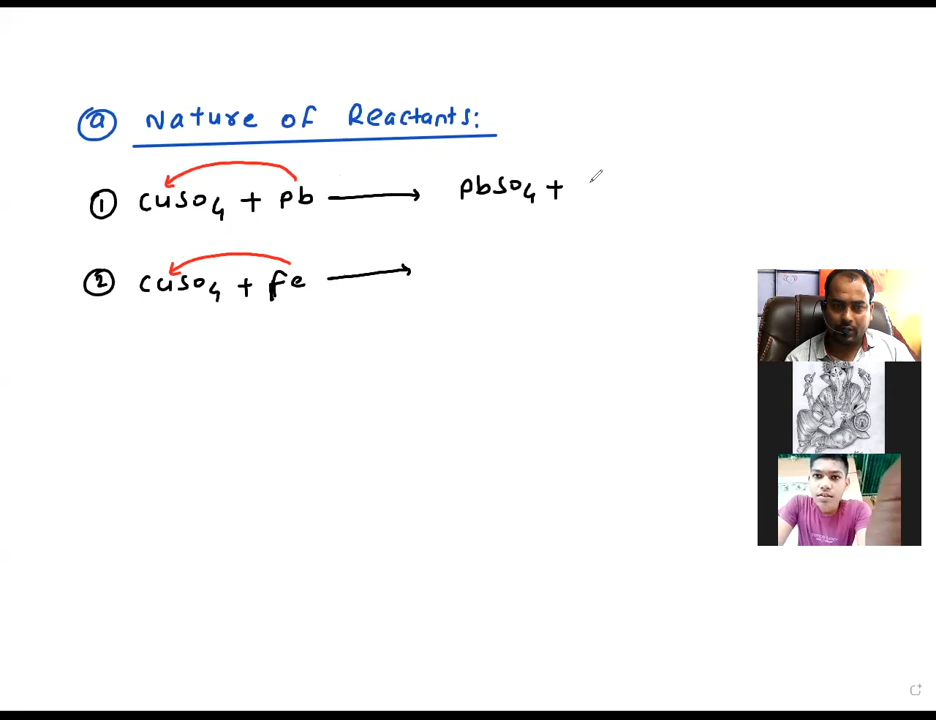 a Nature of Reactants:
1 CuSO4 + Pb ⟶ PbSO4 +
2 CuSO4 + Fe ⟶